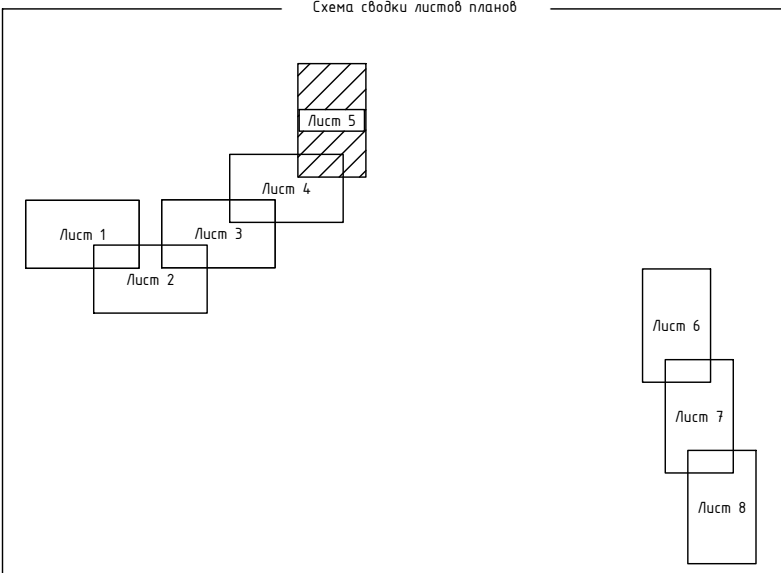 Схема сводки листов планов
Лист 5
Лист 4
Лист 1
Лист 3
Лист 2
Лист 6
Лист 7
Лист 8